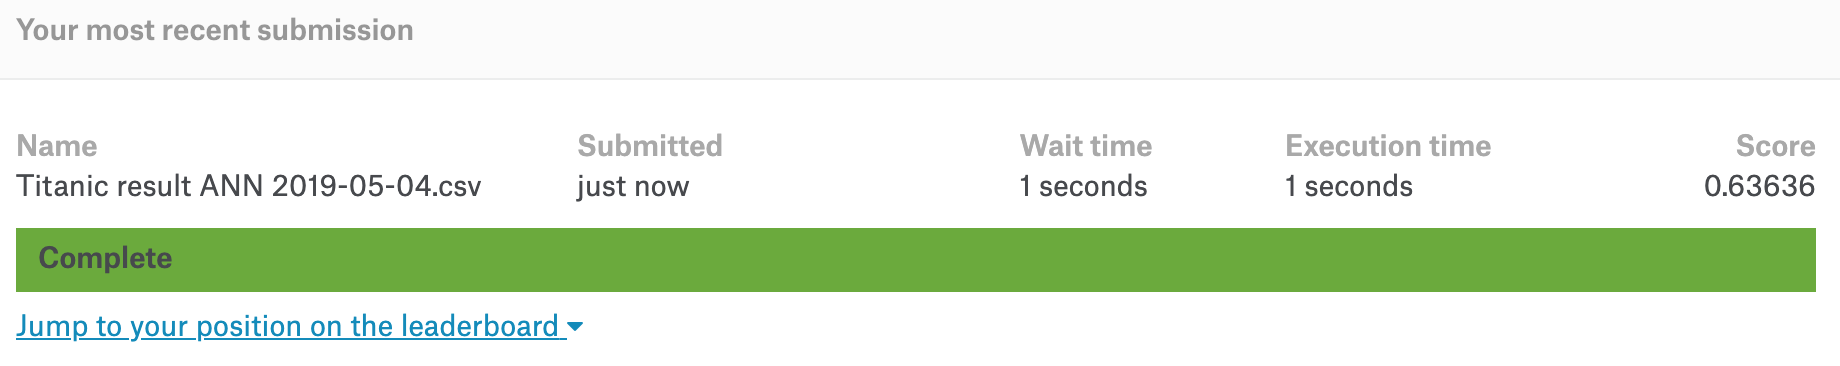 Your most recent submission
Name Submitted Wait time Execution time Score
Titanic result ANN 2019-05-04.csv just now 1 seconds 1 seconds 0.63636
Complete
Jump to your position on the leaderboard